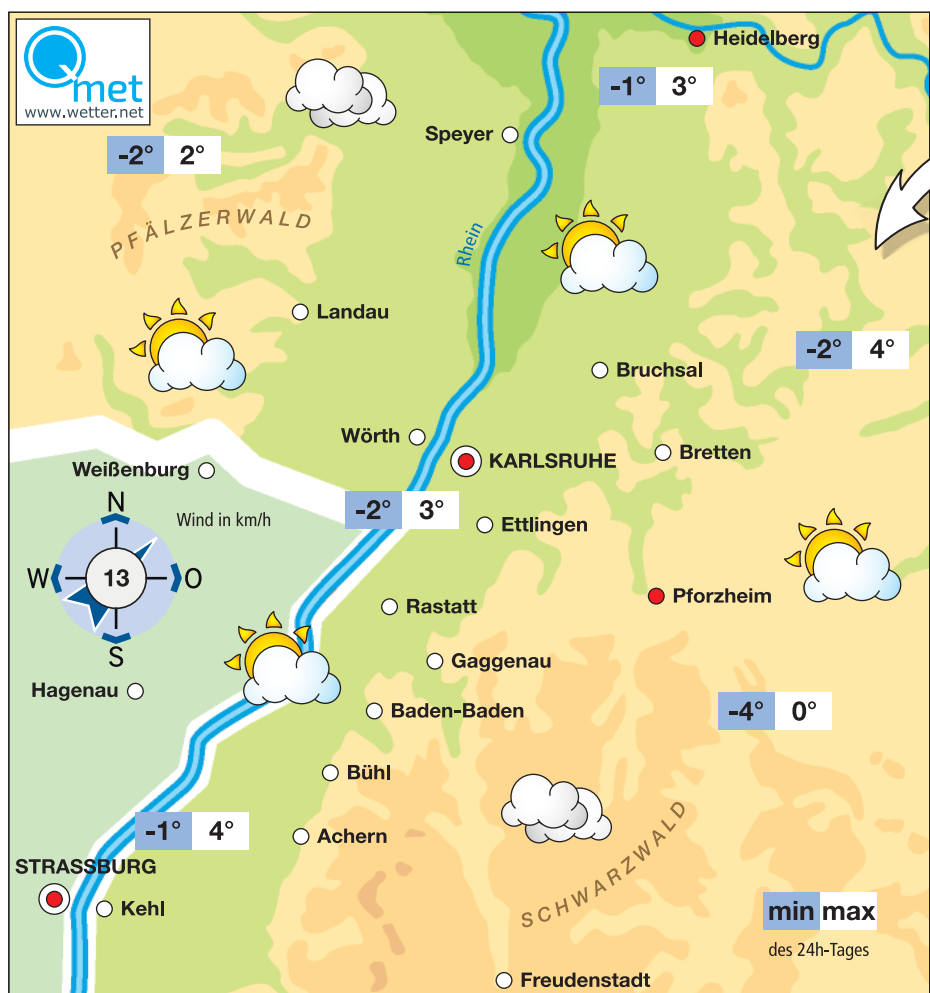 Qmet
www.wetter.net
Heidelberg
-1° 3°
Speyer
-2° 2°
PFÄLZERWALD
Rhein
Landau
-2° 4°
Bruchsal
Wörth
KARLSRUHE
Bretten
Weißenburg
-2° 3°
Ettlingen
Wind in km/h
N
W 13 O
S
Pforzheim
Rastatt
Gaggenau
Hagenau
Baden-Baden
-4° 0°
Bühl
-1° 4°
Achern
SCHWARZWALD
STRASSBURG
Kehl
min max
des 24h-Tages
Freudenstadt